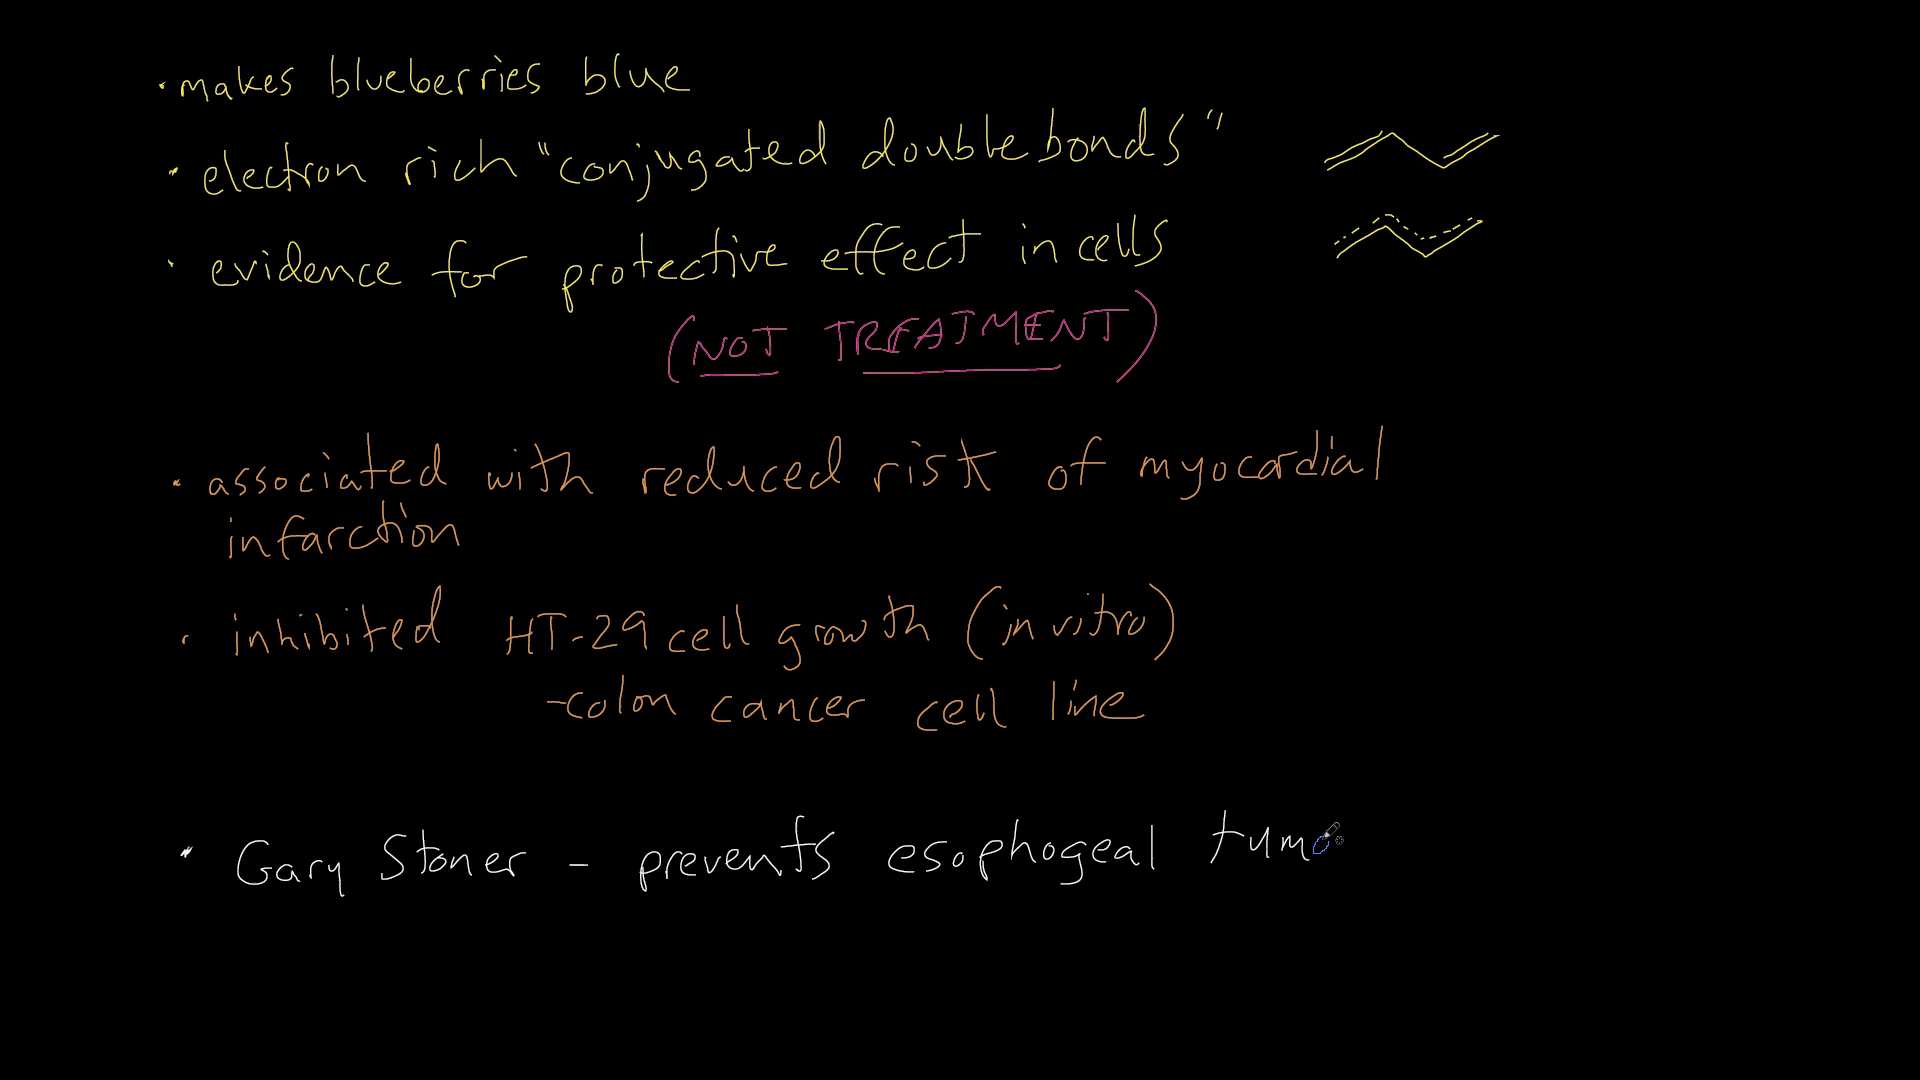 · makes blueberries blue
· electron rich "conjugated double bonds"
· evidence for protective effect in cells
(NOT TREATMENT)
· associated with reduced risk of myocardial
infarction
· inhibited HT-29 cell growth (in vitro)
-colon cancer cell line
· Gary Stoner - prevents esophogeal tumo